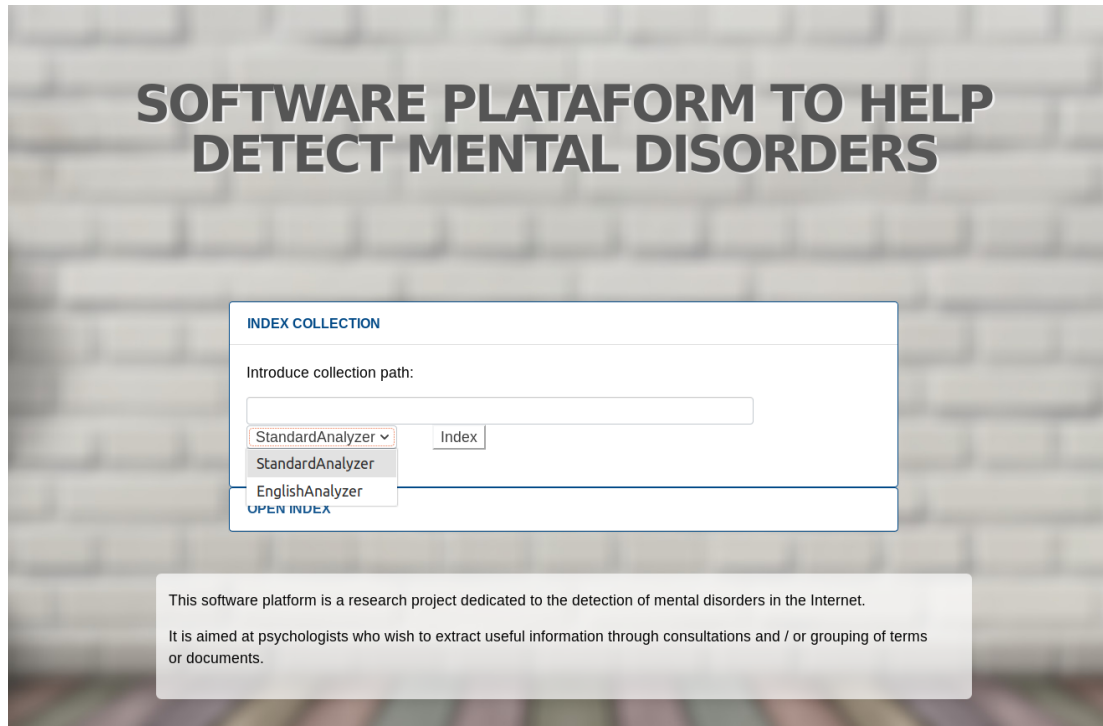 SOFTWARE PLATAFORM TO HELP
DETECT MENTAL DISORDERS
INDEX COLLECTION
Introduce collection path:
StandardAnalyzer
Index
StandardAnalyzer
EnglishAnalyzer
OPEN INDEX
This software platform is a research project dedicated to the detection of mental disorders in the Internet.
It is aimed at psychologists who wish to extract useful information through consultations and / or grouping of terms
or documents.